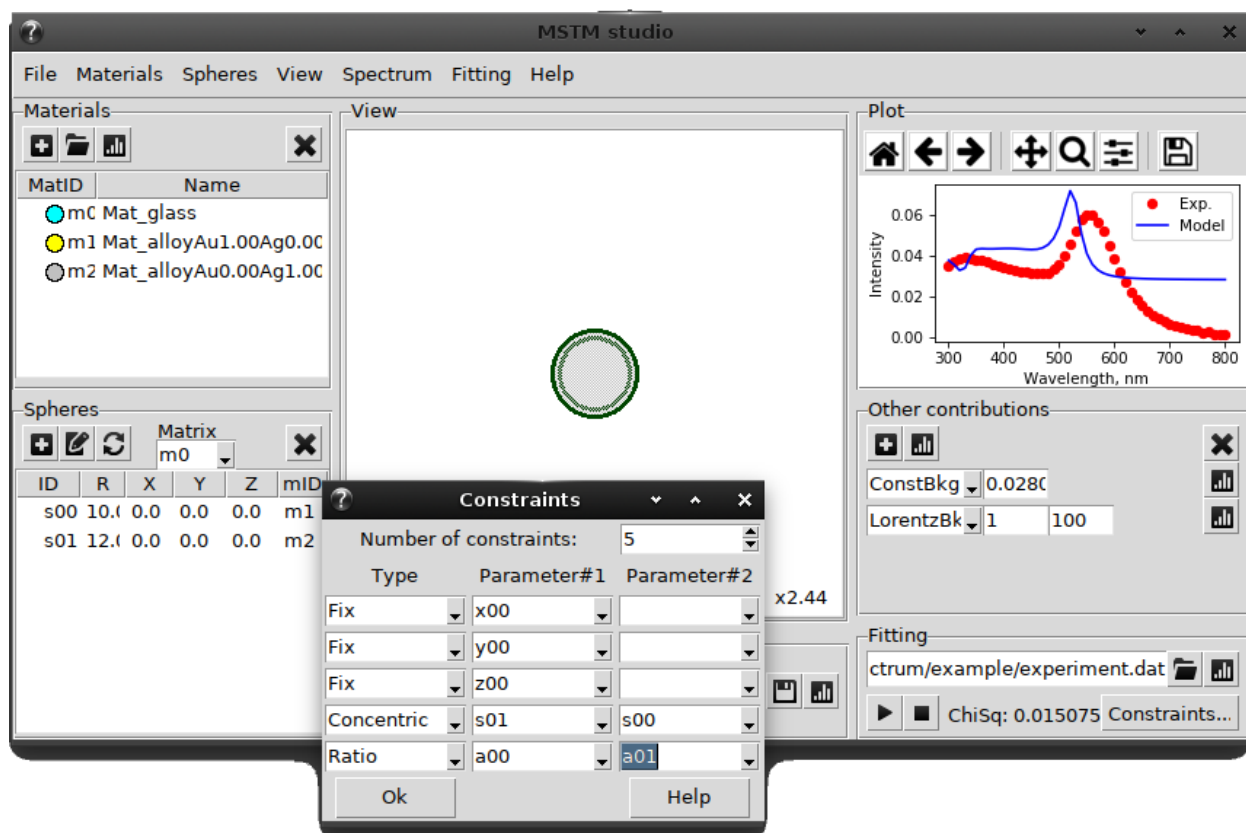 MSTM studio
File Materials Spheres View Spectrum Fitting Help
Materials
MatID Name
m0 Mat_glass
m1 Mat_alloyAu1.00Ag0.00
m2 Mat_alloyAu0.00Ag1.00
Spheres
Matrix
m0
ID R X Y Z mID
s00 10.( 0.0 0.0 0.0 m1
s01 12.( 0.0 0.0 0.0 m2
View
x2.44
Constraints
Number of constraints: 5
Type Parameter#1 Parameter#2
Fix x00
Fix y00
Fix z00
Concentric s01 s00
Ratio a00 a01
Ok Help
Plot
Exp.
Model
Intensity
0.06
0.04
0.02
0.00
300 400 500 600 700 800
Wavelength, nm
Other contributions
ConstBkg 0.0280
LorentzBk 1 100
Fitting
ctrum/example/experiment.dat
ChiSq: 0.015075 Constraints...